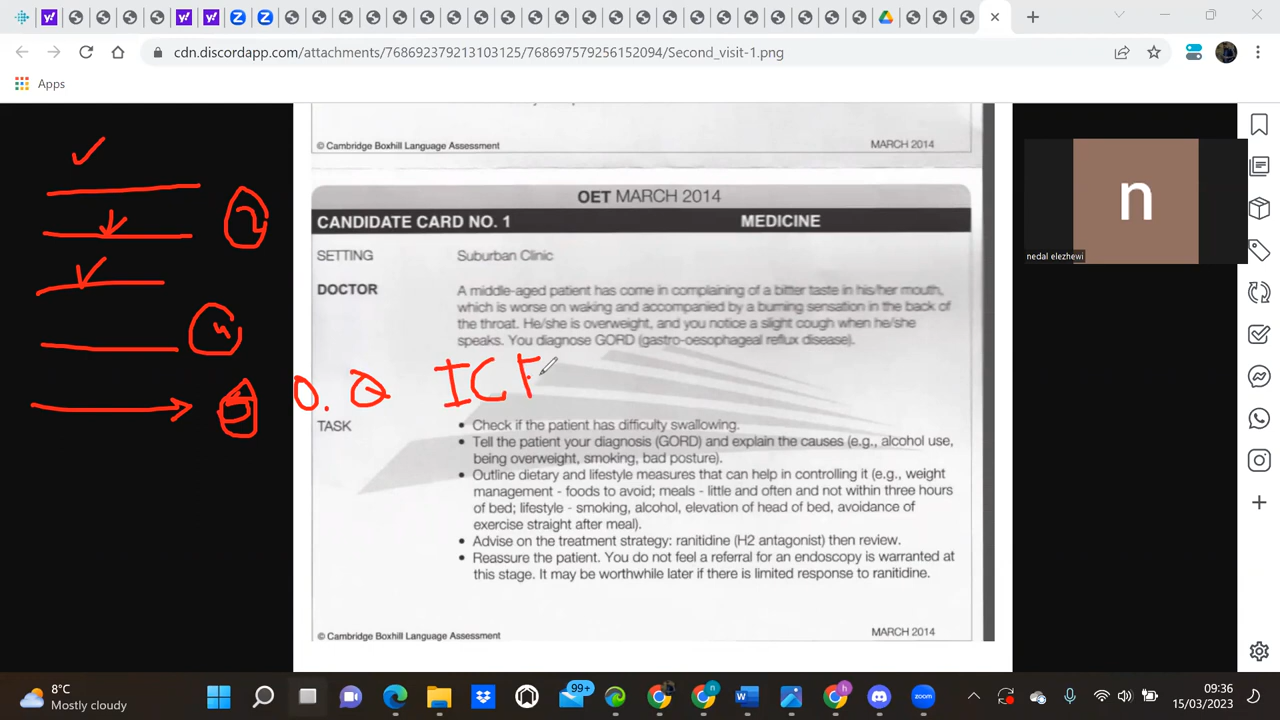 cdn.discordapp.com/attachments/768692379213103125/768697579256152094/Second_visit-1.png
Apps
© Cambridge Boxhill Language Assessment
MARCH 2014
OET MARCH 2014
CANDIDATE CARD NO. 1
MEDICINE
SETTING
Suburban Clinic
DOCTOR
A middle-aged patient has come in complaining of a bitter taste in his/her mouth,
which is worse on waking and accompanied by a burning sensation in the back of
the throat. He/she is overweight, and you notice a slight cough when he/she
speaks. You diagnose GORD (gastro-oesophageal reflux disease).
2
4
5
O. Q ICF
TASK
• Check if the patient has difficulty swallowing.
• Tell the patient your diagnosis (GORD) and explain the causes (e.g., alcohol use,
being overweight, smoking, bad posture).
• Outline dietary and lifestyle measures that can help in controlling it (e.g., weight
management - foods to avoid; meals - little and often and not within three hours
of bed; lifestyle - smoking, alcohol, elevation of head of bed, avoidance of
exercise straight after meal).
• Advise on the treatment strategy: ranitidine (H2 antagonist) then review.
• Reassure the patient. You do not feel a referral for an endoscopy is warranted at
this stage. It may be worthwhile later if there is limited response to ranitidine.
© Cambridge Boxhill Language Assessment
MARCH 2014
n
nedal elezhewi
8°C
Mostly cloudy
99+
n
h
zoom
09:36
15/03/2023